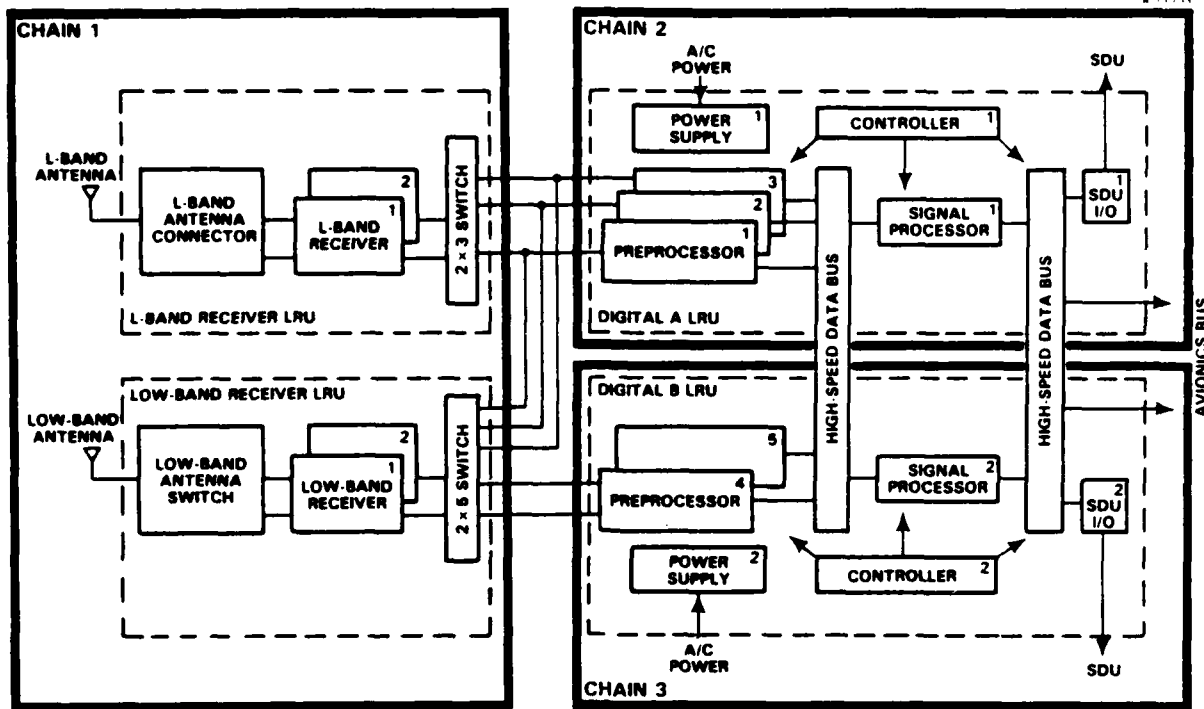 CHAIN 1
L-BAND
ANTENNA
L-BAND
ANTENNA
CONNECTOR
2
1
L-BAND
RECEIVER
2 × 3 SWITCH
L-BAND RECEIVER LRU
LOW-BAND RECEIVER LRU
LOW-BAND
ANTENNA
LOW-BAND
ANTENNA
SWITCH
2
1
LOW-BAND
RECEIVER
2 × 5 SWITCH
CHAIN 2
A/C
POWER
SDU
POWER
SUPPLY
1
CONTROLLER
1
3
2
1
PREPROCESSOR
SIGNAL
PROCESSOR
1
1
SDU
I/O
DIGITAL A LRU
HIGH-SPEED DATA BUS
HIGH-SPEED DATA BUS
AVIONICS BUS
DIGITAL B LRU
5
4
PREPROCESSOR
SIGNAL
PROCESSOR
2
2
SDU
I/O
POWER
SUPPLY
2
CONTROLLER
2
A/C
POWER
SDU
CHAIN 3